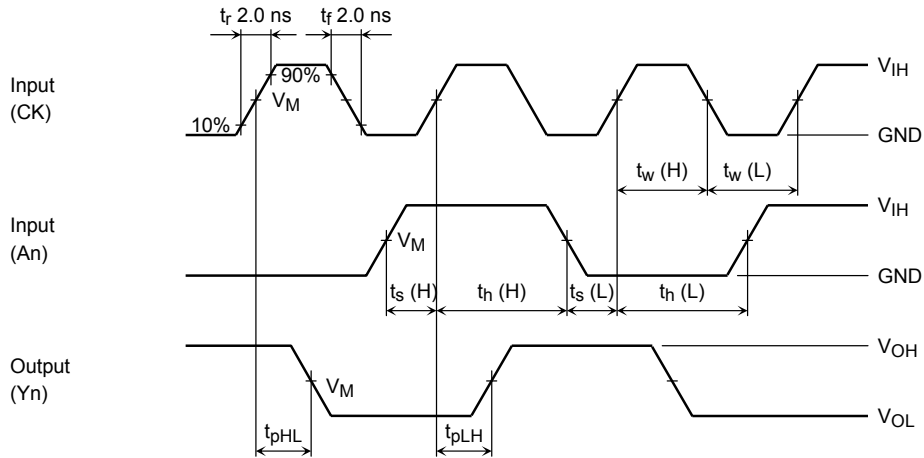 tr 2.0 ns
tf 2.0 ns
Input
(CK)
90%
VM
10%
VIH
GND
tw (H)
tw (L)
Input
(An)
VM
VIH
GND
ts (H)
th (H)
ts (L)
th (L)
Output
(Yn)
VM
VOH
VOL
tpHL
tpLH